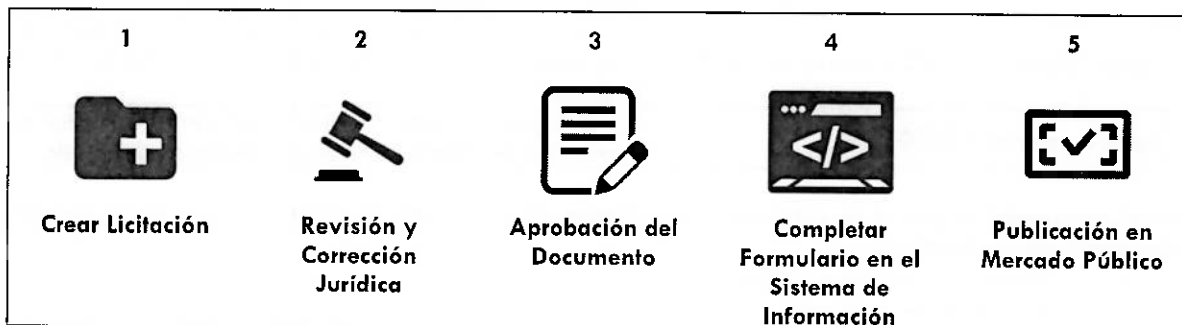 1
Crear Licitación
2
Revisión y
Corrección
Jurídica
3
Aprobación del
Documento
4
</>
Completar
Formulario en el
Sistema de
Información
5
Publicación en
Mercado Público